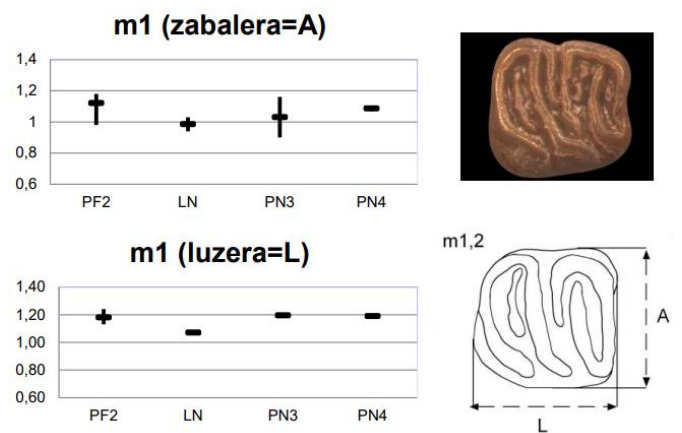 m1 (zabalera=A)
1,4
1,2
1
0,8
0,6
PF2 LN PN3 PN4
m1 (luzera=L)
1,40
1,20
1,00
0,80
0,60
PF2 LN PN3 PN4
m1,2
A
L